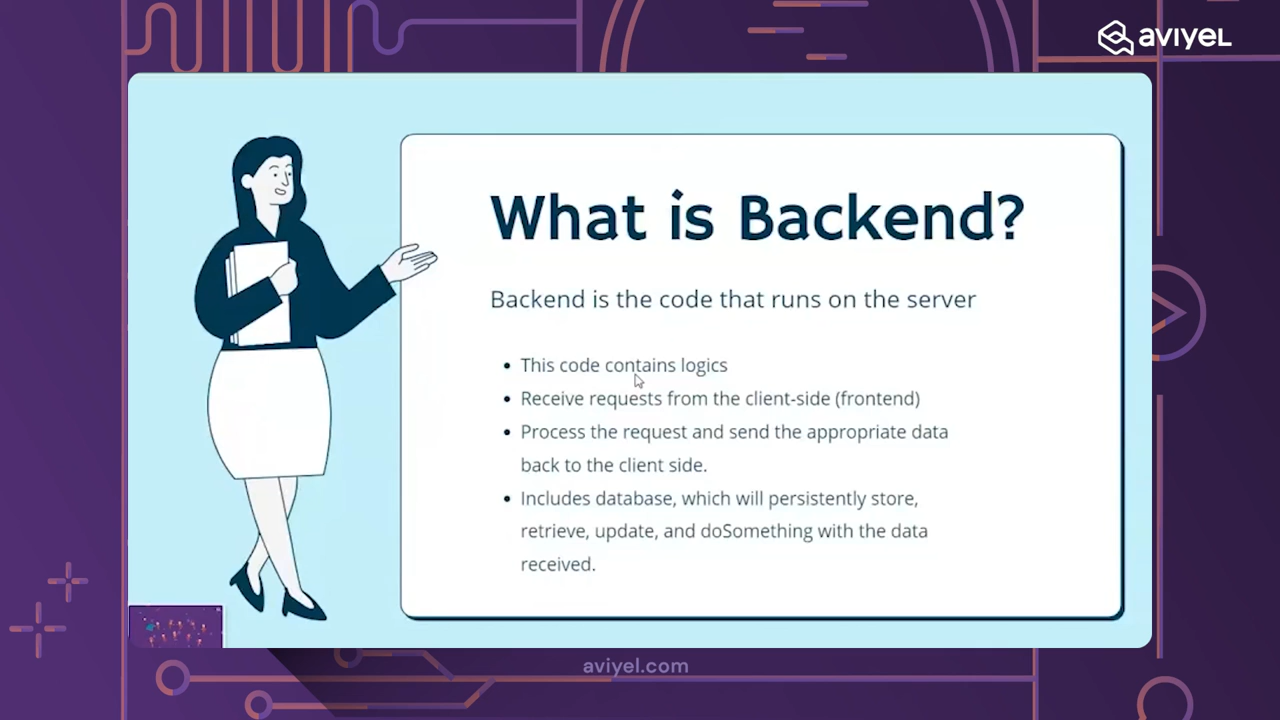 aviyel
What is Backend?
Backend is the code that runs on the server
• This code contains logics
• Receive requests from the client-side (frontend)
• Process the request and send the appropriate data
back to the client side.
• Includes database, which will persistently store,
retrieve, update, and doSomething with the data
received.
aviyel.com